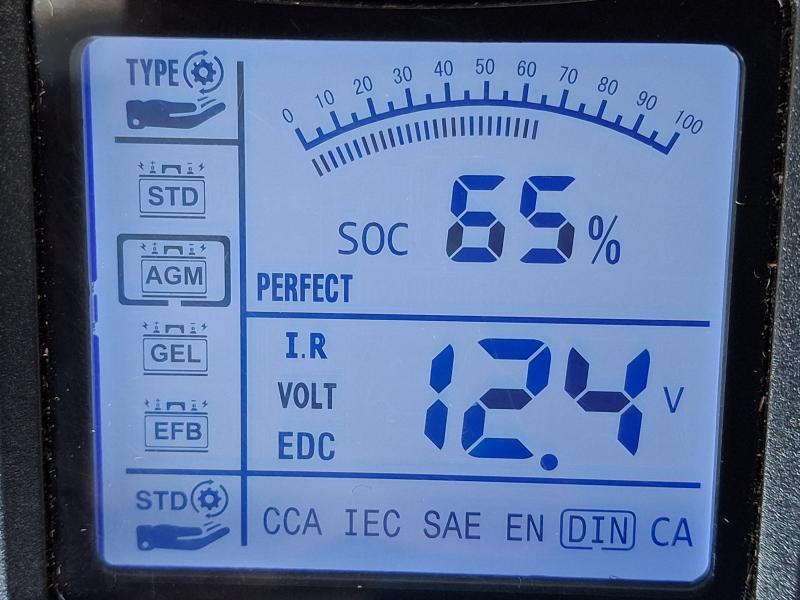 TYPE
0 10 20 30 40 50 60 70 80 90 100
STD
AGM
GEL
EFB
STD
SOC 65 %
PERFECT
I.R
VOLT
EDC
12.4 V
CCA IEC SAE EN DIN CA